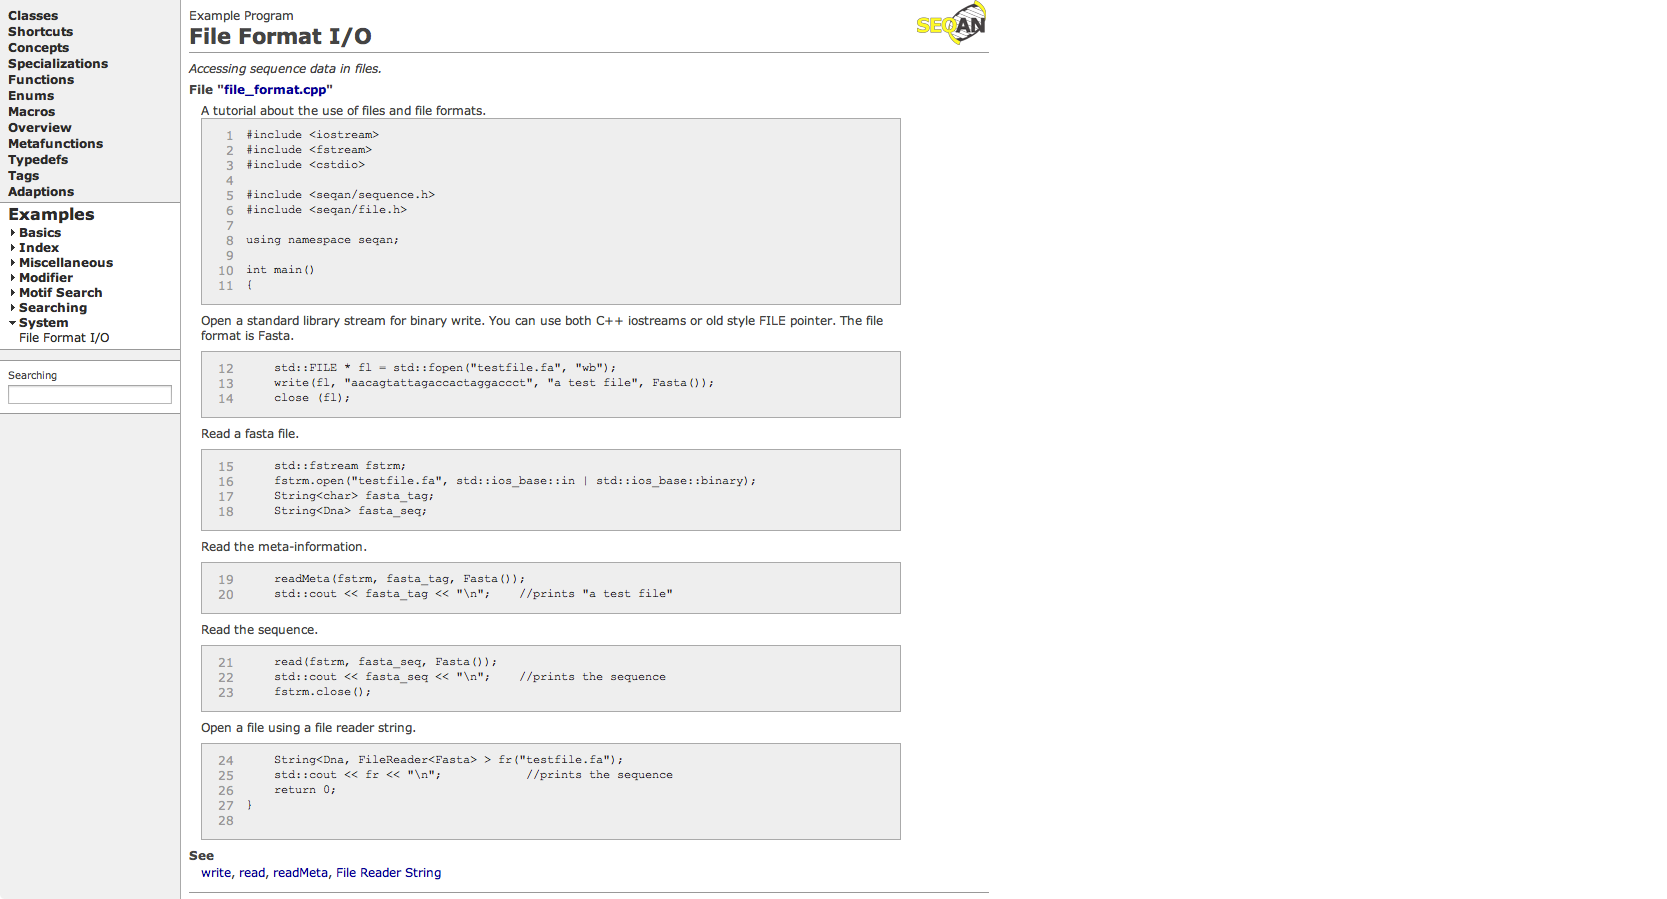 Classes
Shortcuts
Concepts
Specializations
Functions
Enums
Macros
Overview
Metafunctions
Typedefs
Tags
Adaptions
Examples
Basics
Index
Miscellaneous
Modifier
Motif Search
Searching
System
File Format I/O
Searching
Example Program
File Format I/O
SEQAN
Accessing sequence data in files.
File "file_format.cpp"
A tutorial about the use of files and file formats.
1 #include <iostream>
2 #include <fstream>
3 #include <cstdio>
4
5 #include <seqan/sequence.h>
6 #include <seqan/file.h>
7
8 using namespace seqan;
9
10 int main()
11 {
Open a standard library stream for binary write. You can use both C++ iostreams or old style FILE pointer. The file
format is Fasta.
12     std::FILE * fl = std::fopen("testfile.fa", "wb");
13     write(fl, "aacagtattagaccactaggaccct", "a test file", Fasta());
14     close (fl);
Read a fasta file.
15     std::fstream fstrm;
16     fstrm.open("testfile.fa", std::ios_base::in | std::ios_base::binary);
17     String<char> fasta_tag;
18     String<Dna> fasta_seq;
Read the meta-information.
19     readMeta(fstrm, fasta_tag, Fasta());
20     std::cout << fasta_tag << "\n";    //prints "a test file"
Read the sequence.
21     read(fstrm, fasta_seq, Fasta());
22     std::cout << fasta_seq << "\n";    //prints the sequence
23     fstrm.close();
Open a file using a file reader string.
24     String<Dna, FileReader<Fasta> > fr("testfile.fa");
25     std::cout << fr << "\n";            //prints the sequence
26     return 0;
27 }
28
See
write, read, readMeta, File Reader String